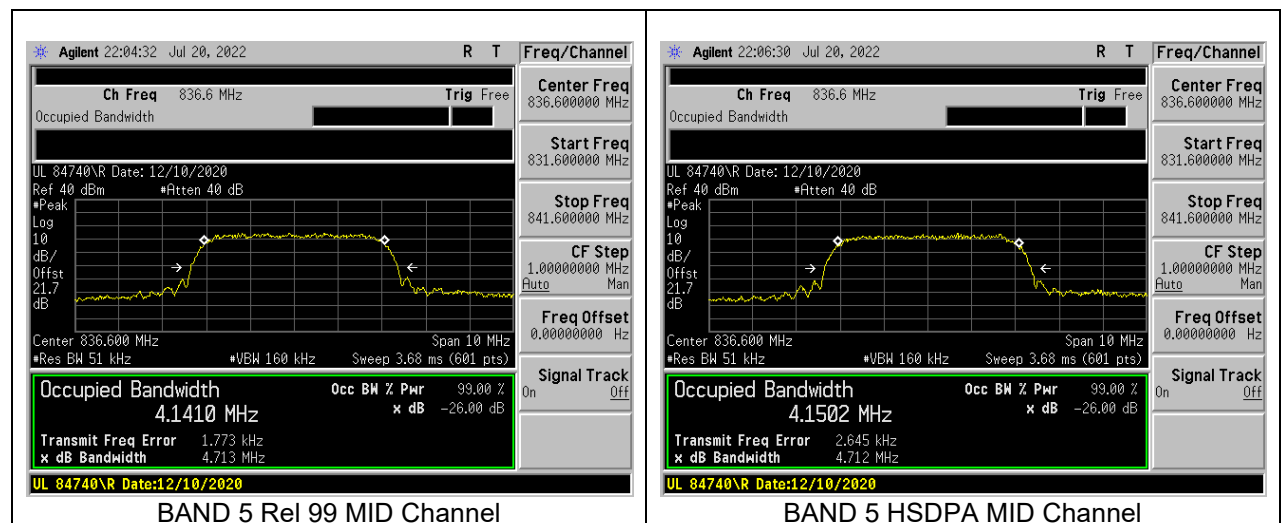 Agilent 22:04:32 Jul 20, 2022 R T
Freq/Channel
Ch Freq 836.6 MHz Trig Free
Occupied Bandwidth
Center Freq
836.600000 MHz
Start Freq
831.600000 MHz
Stop Freq
841.600000 MHz
CF Step
1.00000000 MHz
Auto Man
Freq Offset
0.00000000 Hz
Signal Track
On Off
UL 84740\R Date: 12/10/2020
Ref 40 dBm #Atten 40 dB
#Peak
Log
10
dB/
Offst
21.7
dB
Center 836.600 MHz Span 10 MHz
#Res BW 51 kHz #VBW 160 kHz Sweep 3.68 ms (601 pts)
Occupied Bandwidth Occ BW % Pwr 99.00 %
4.1410 MHz x dB -26.00 dB
Transmit Freq Error 1.773 kHz
x dB Bandwidth 4.713 MHz
UL 84740\R Date:12/10/2020
BAND 5 Rel 99 MID Channel
Agilent 22:06:30 Jul 20, 2022 R T
Freq/Channel
Ch Freq 836.6 MHz Trig Free
Occupied Bandwidth
Center Freq
836.600000 MHz
Start Freq
831.600000 MHz
Stop Freq
841.600000 MHz
CF Step
1.00000000 MHz
Auto Man
Freq Offset
0.00000000 Hz
Signal Track
On Off
UL 84740\R Date: 12/10/2020
Ref 40 dBm #Atten 40 dB
#Peak
Log
10
dB/
Offst
21.7
dB
Center 836.600 MHz Span 10 MHz
#Res BW 51 kHz #VBW 160 kHz Sweep 3.68 ms (601 pts)
Occupied Bandwidth Occ BW % Pwr 99.00 %
4.1502 MHz x dB -26.00 dB
Transmit Freq Error 2.645 kHz
x dB Bandwidth 4.712 MHz
UL 84740\R Date:12/10/2020
BAND 5 HSDPA MID Channel